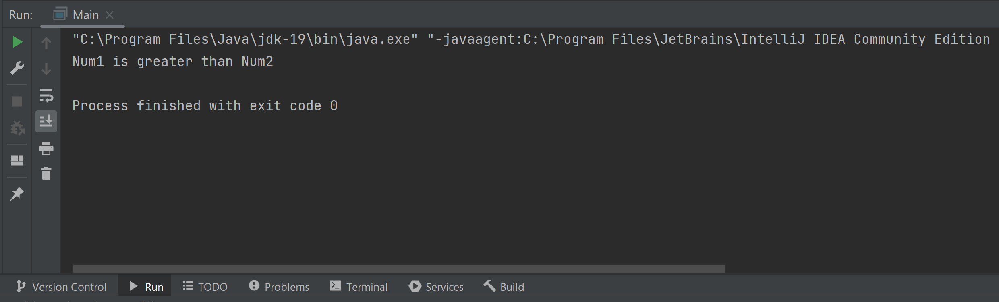 Run: Main
"C:\Program Files\Java\jdk-19\bin\java.exe" "-javaagent:C:\Program Files\JetBrains\IntelliJ IDEA Community Edition
Num1 is greater than Num2
Process finished with exit code 0
Version Control Run TODO Problems Terminal Services Build